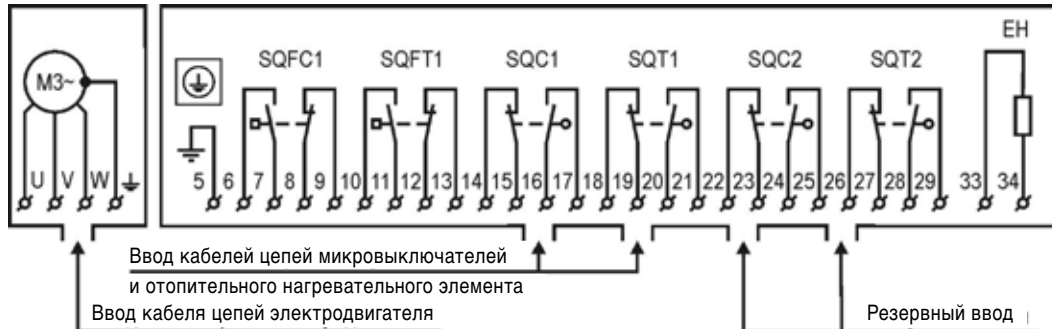 EH
SQFC1 SQFT1 SQC1 SQT1 SQC2 SQT2
M3~
U V W 5 6 7 8 9 10 11 12 13 14 15 16 17 18 19 20 21 22 23 24 25 26 27 28 29 33 34
Ввод кабелей цепей микровыключателей
и отопительного нагревательного элемента
Ввод кабеля цепей электродвигателя Резервный ввод